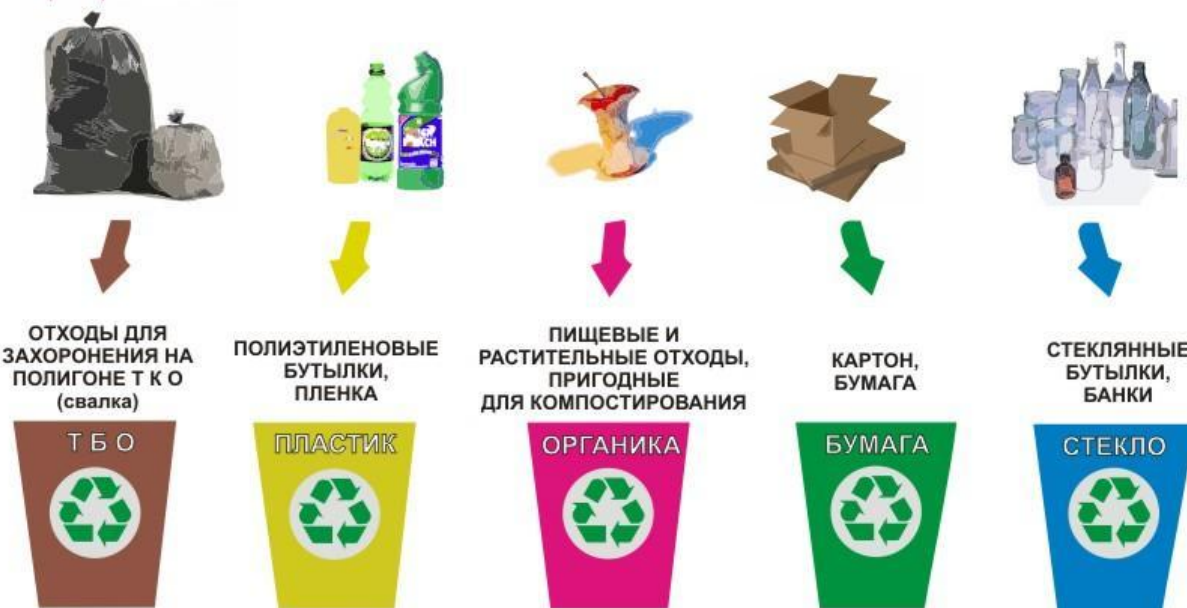 ОТХОДЫ ДЛЯ
ЗАХОРОНЕНИЯ НА
ПОЛИГОНЕ Т К О
(свалка)
Т Б О
ПОЛИЭТИЛЕНОВЫЕ
БУТЫЛКИ,
ПЛЕНКА
ПЛАСТИК
ПИЩЕВЫЕ И
РАСТИТЕЛЬНЫЕ ОТХОДЫ,
ПРИГОДНЫЕ
ДЛЯ КОМПОСТИРОВАНИЯ
ОРГАНИКА
КАРТОН,
БУМАГА
БУМАГА
СТЕКЛЯННЫЕ
БУТЫЛКИ,
БАНКИ
СТЕКЛО